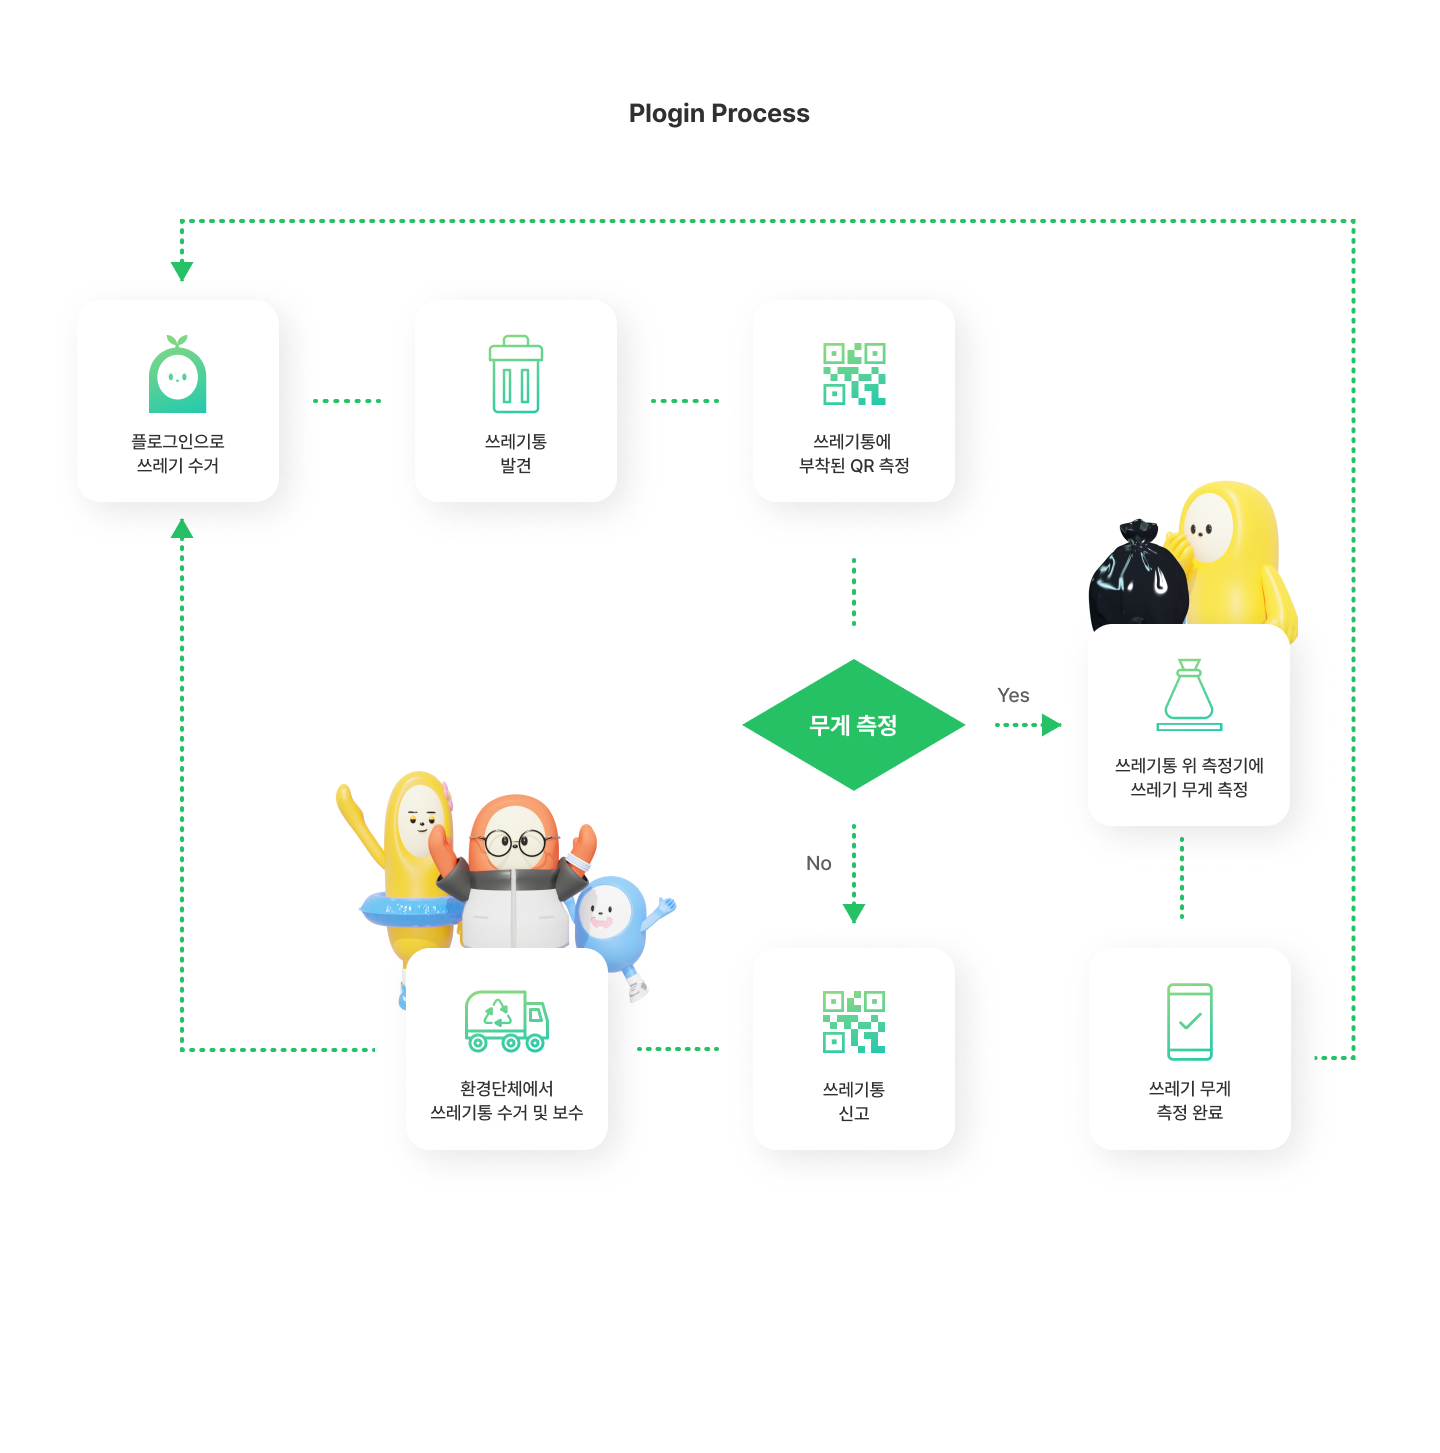 Plogin Process
플로그인으로
쓰레기 수거
쓰레기통
발견
쓰레기통에
부착된 QR 측정
무게 측정
Yes
쓰레기통 위 측정기에
쓰레기 무게 측정
No
환경단체에서
쓰레기통 수거 및 보수
쓰레기통
신고
쓰레기 무게
측정 완료